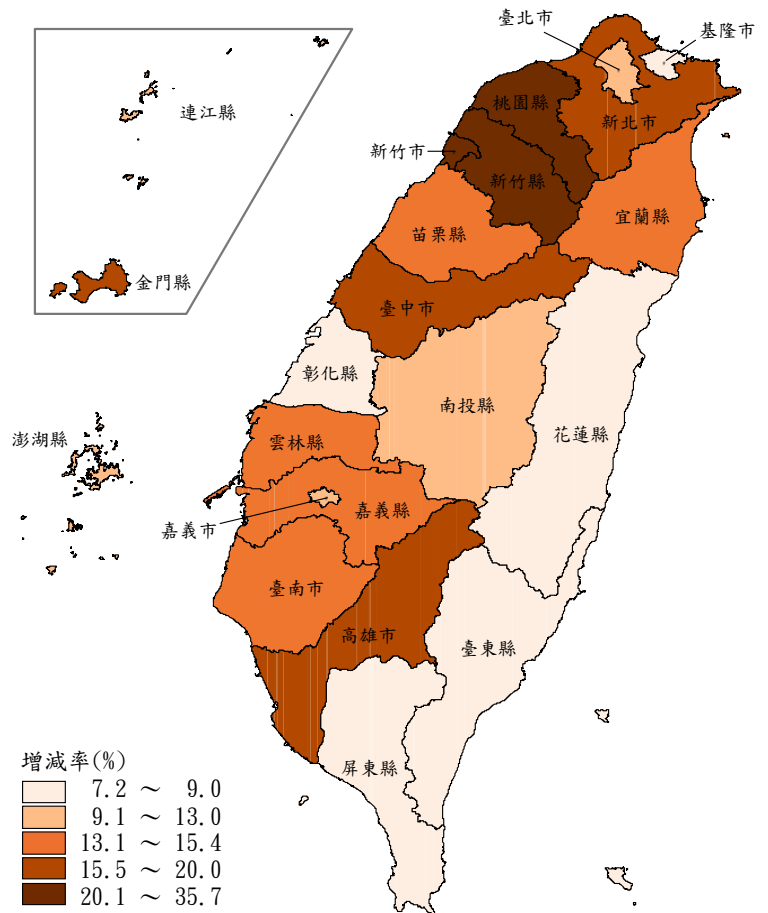 臺北市
基隆市
連江縣
桃園縣
新北市
新竹市
新竹縣
宜蘭縣
苗栗縣
金門縣
臺中市
彰化縣
南投縣
花蓮縣
澎湖縣
雲林縣
嘉義市
嘉義縣
臺南市
高雄市
臺東縣
屏東縣
增減率(%)
7.2 ～ 9.0
9.1 ～ 13.0
13.1 ～ 15.4
15.5 ～ 20.0
20.1 ～ 35.7